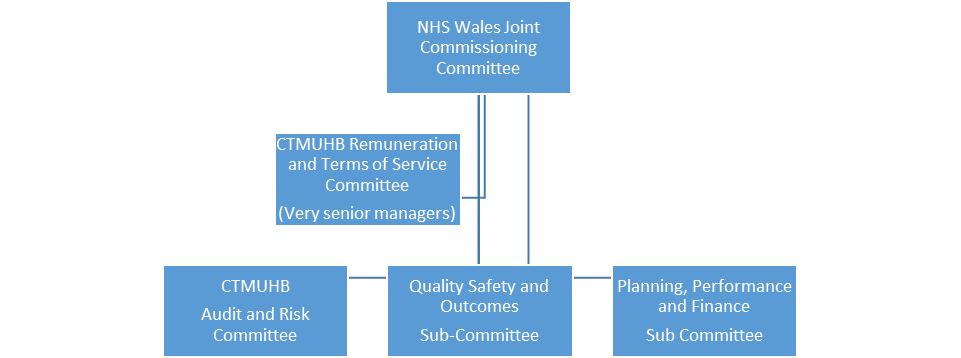 NHS Wales Joint
Commissioning
Committee
CTMUHB Remuneration
and Terms of Service
Committee
(Very senior managers)
CTMUHB
Audit and Risk
Committee
Quality Safety and
Outcomes
Sub-Committee
Planning, Performance
and Finance
Sub Committee